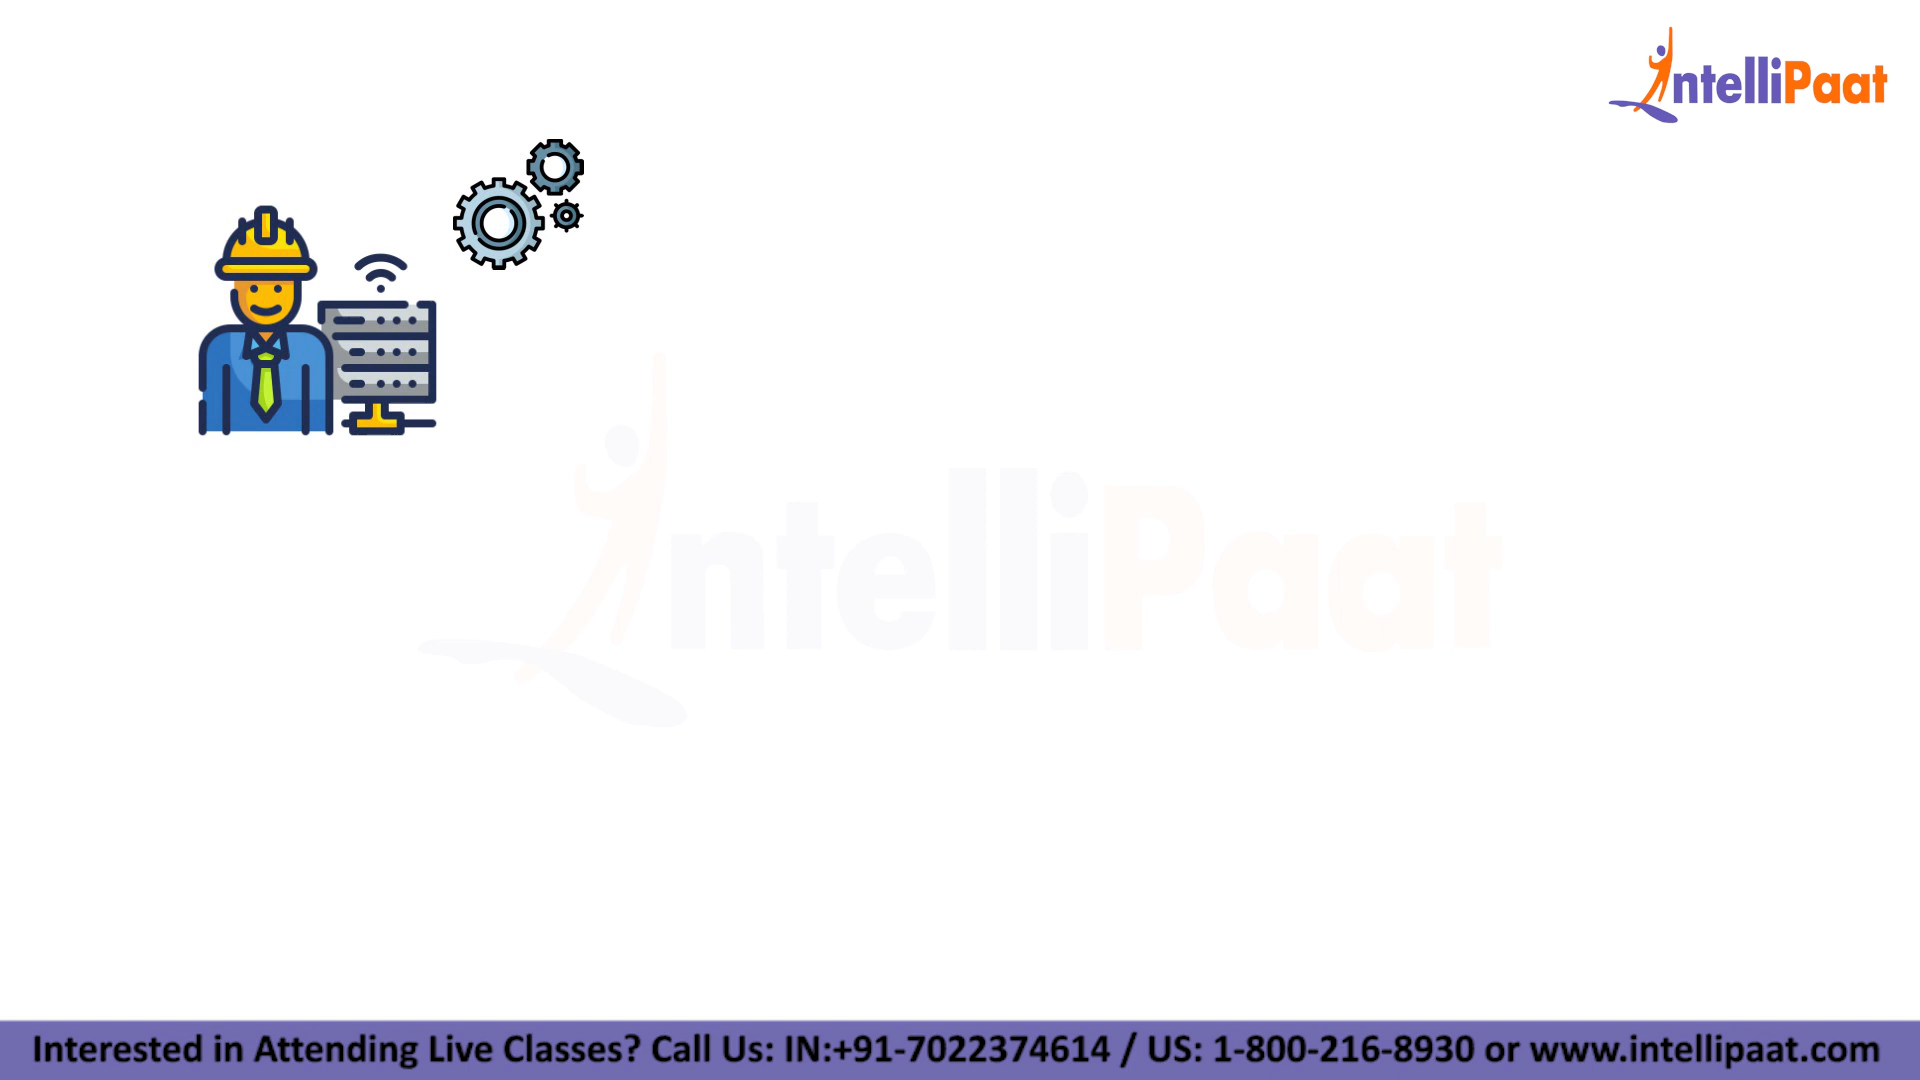 IntelliPaat
IntelliPaat
Interested in Attending Live Classes? Call Us: IN:+91-7022374614 / US: 1-800-216-8930 or www.intellipaat.com